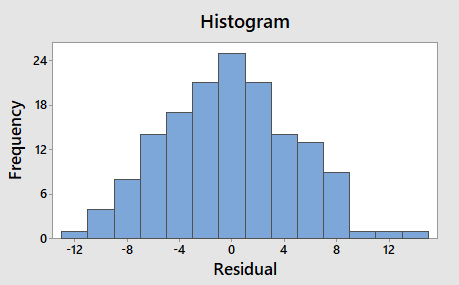 Histogram
24
18
12
6
0
Frequency
-12 -8 -4 0 4 8 12
Residual